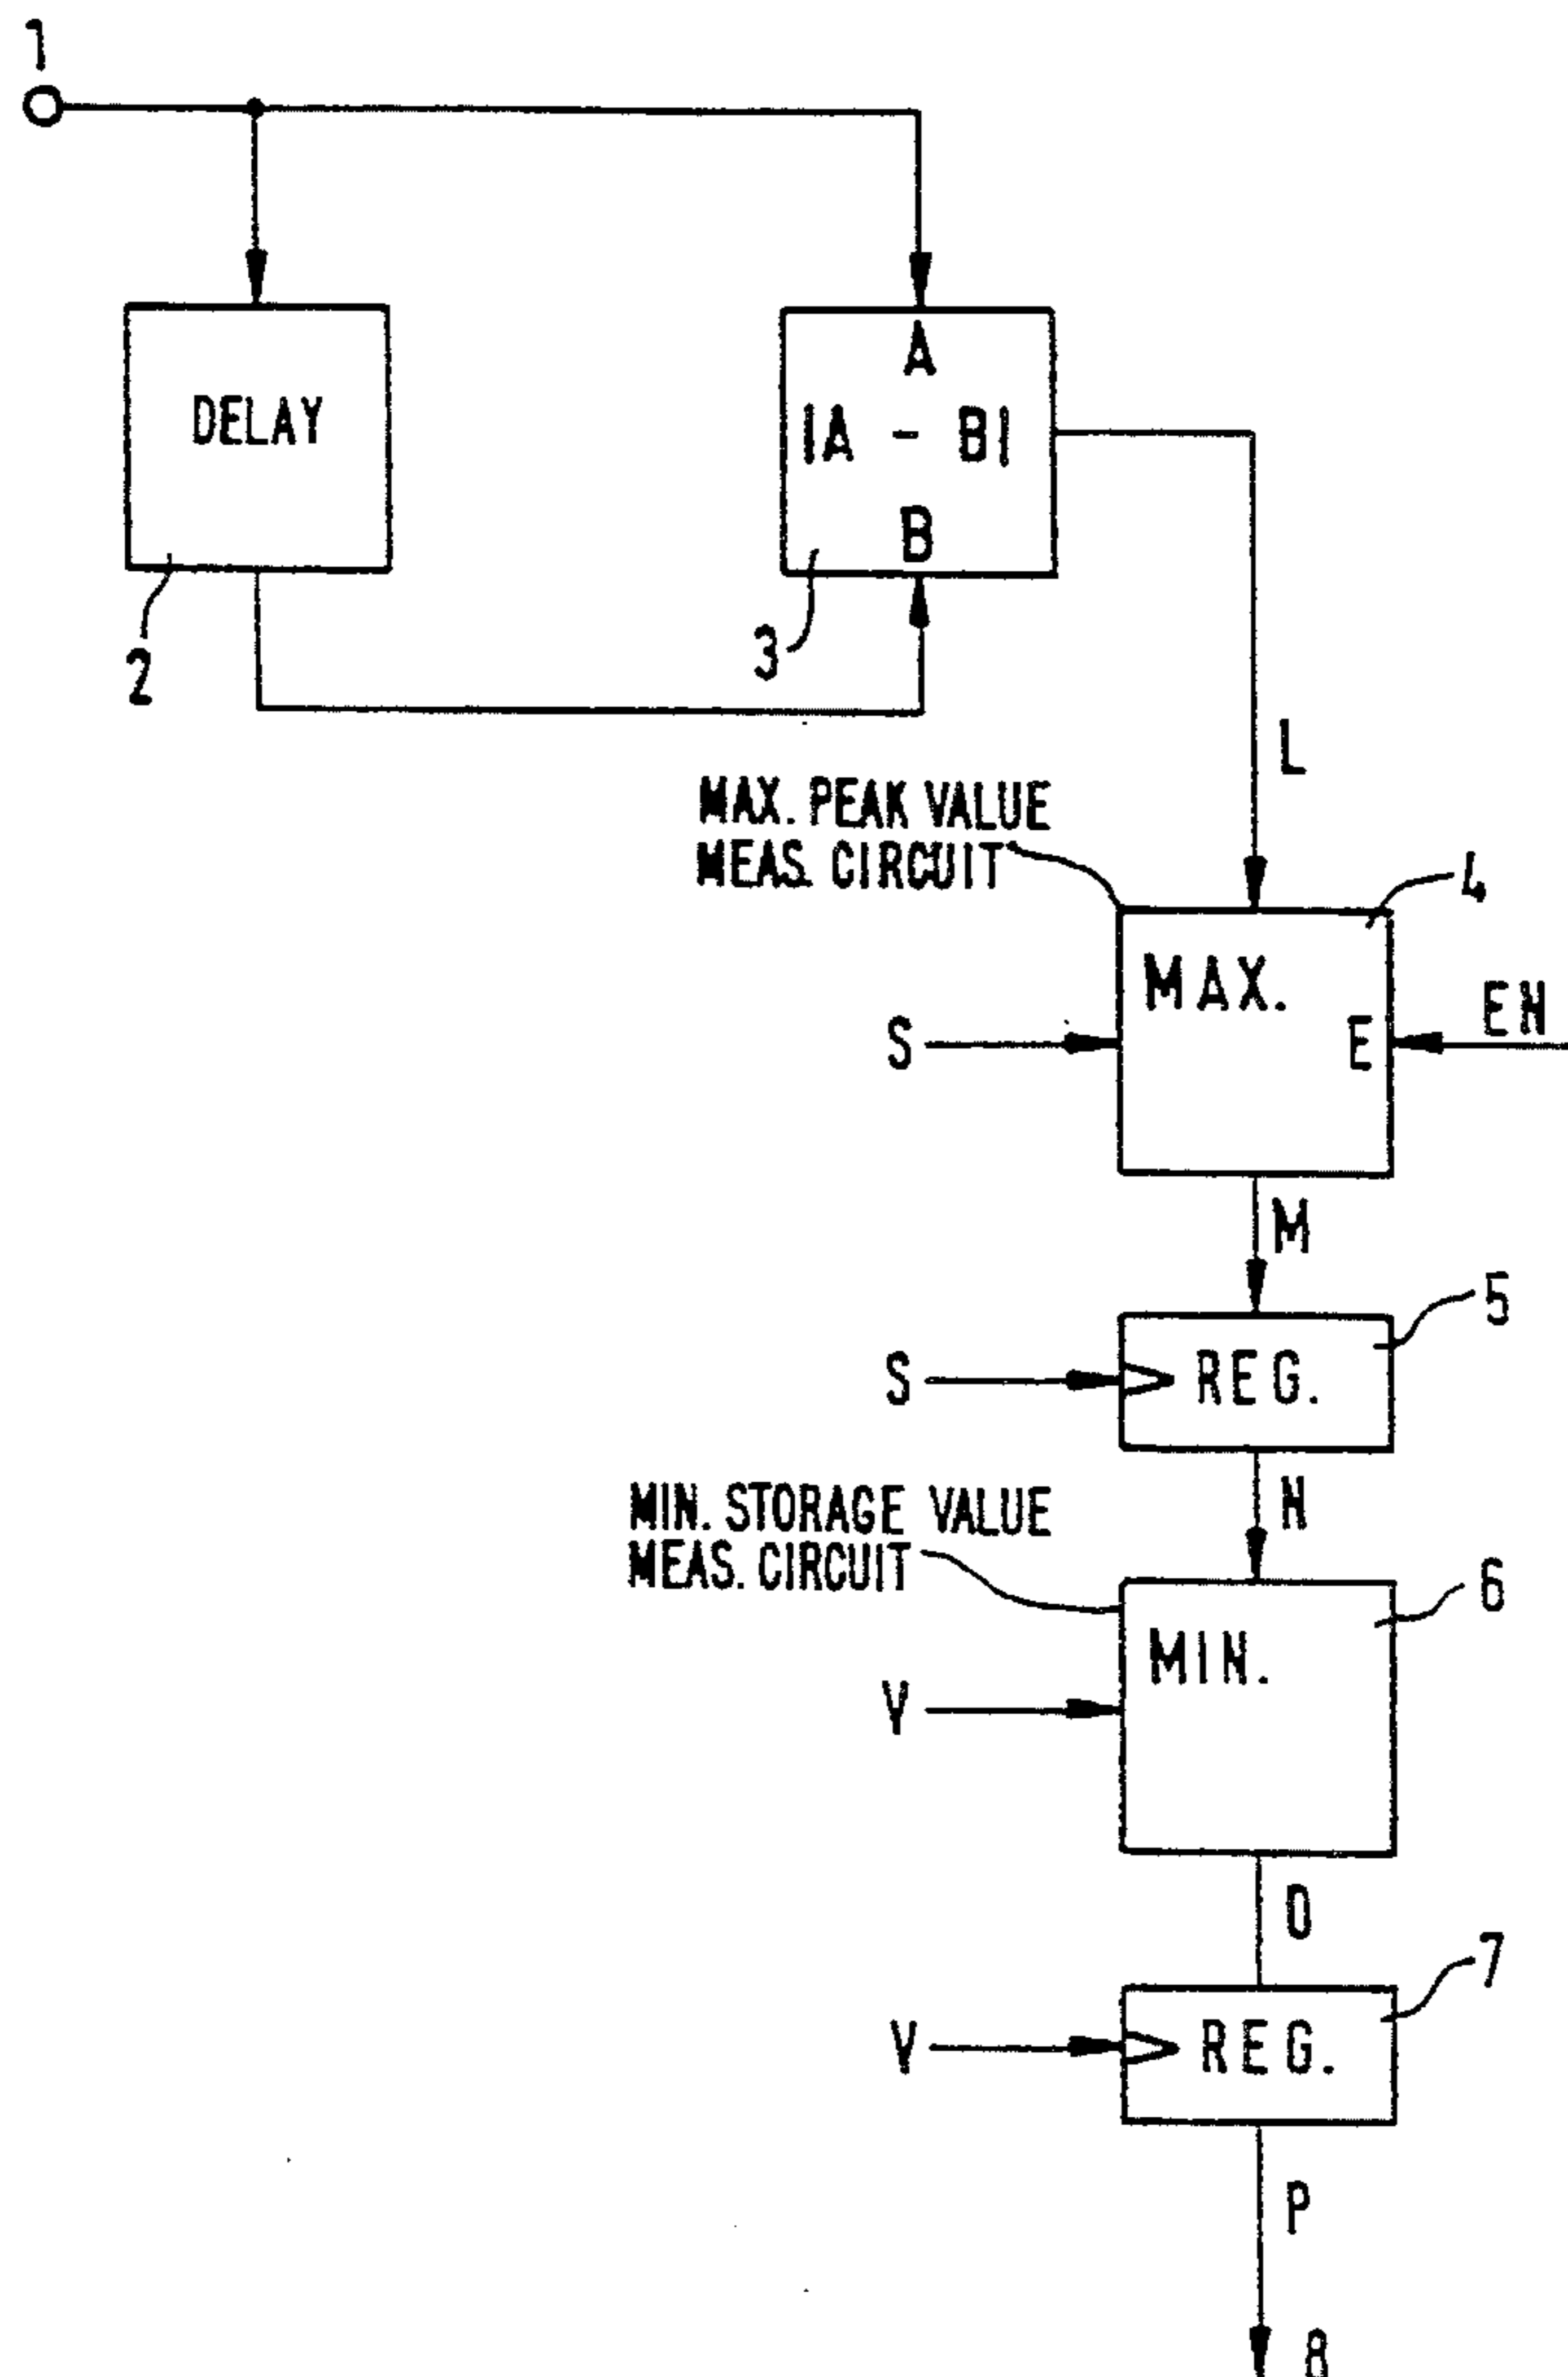 1
DELAY
A
|A - B|
B
2
3
L
MAX. PEAK VALUE
MEAS. CIRCUIT
4
MAX.
S
E
EN
M
5
S
REG.
N
MIN. STORAGE VALUE
MEAS. CIRCUIT
6
MIN.
V
O
7
V
REG.
P
8